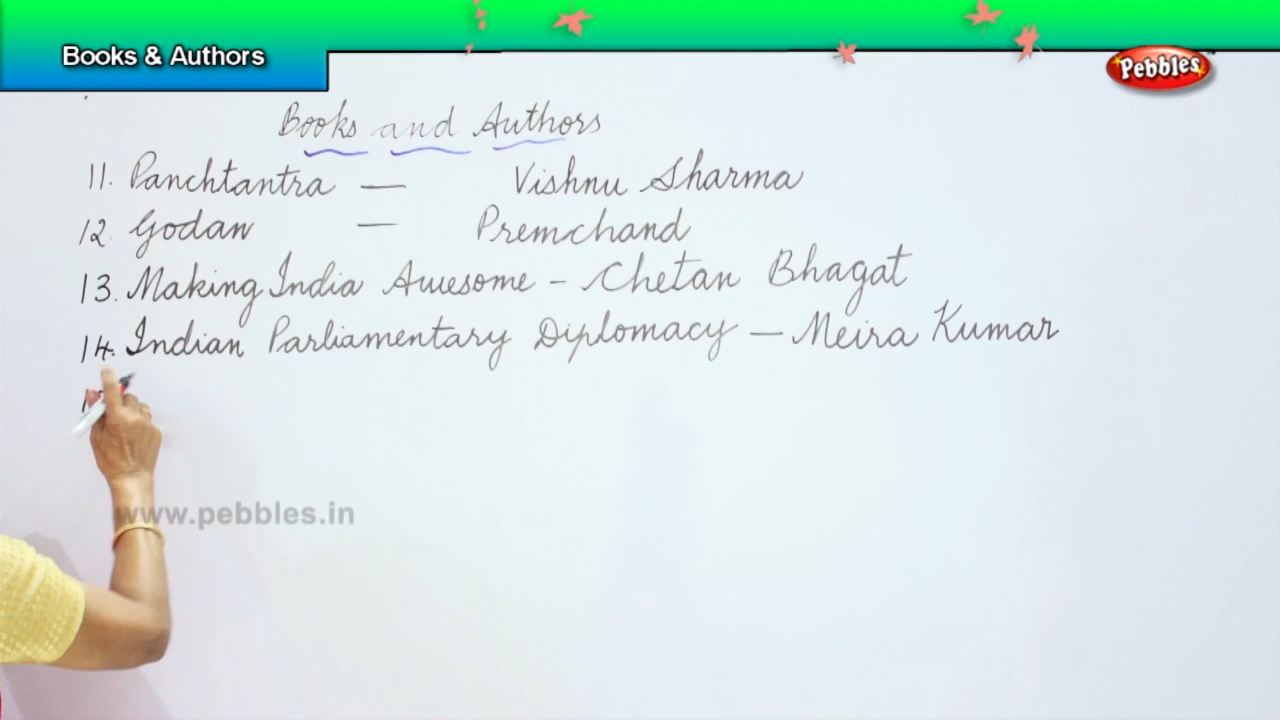 Books & Authors
Pebbles
Books and Authors
11. Panchtantra — Vishnu Sharma
12. Godan — Premchand
13. Making India Awesome - Chetan Bhagat
14. Indian Parliamentary Diplomacy — Meira Kumar
www.pebbles.in